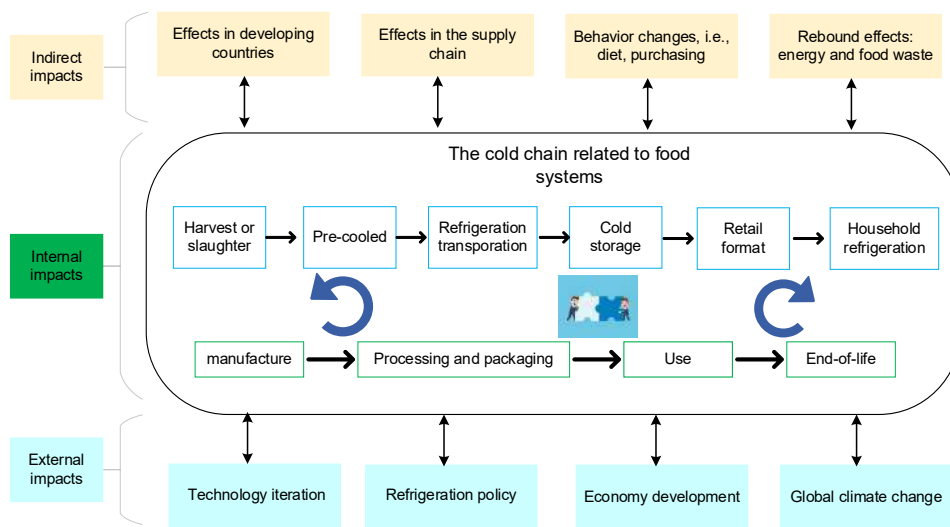 Indirect
impacts
Effects in developing
countries
Effects in the supply
chain
Behavior changes, i.e.,
diet, purchasing
Rebound effects:
energy and food waste
The cold chain related to food
systems
Internal
impacts
Harvest or
slaughter
Pre-cooled
Refrigeration
transporation
Cold
storage
Retail
format
Household
refrigeration
manufacture
Processing and packaging
Use
End-of-life
External
impacts
Technology iteration
Refrigeration policy
Economy development
Global climate change